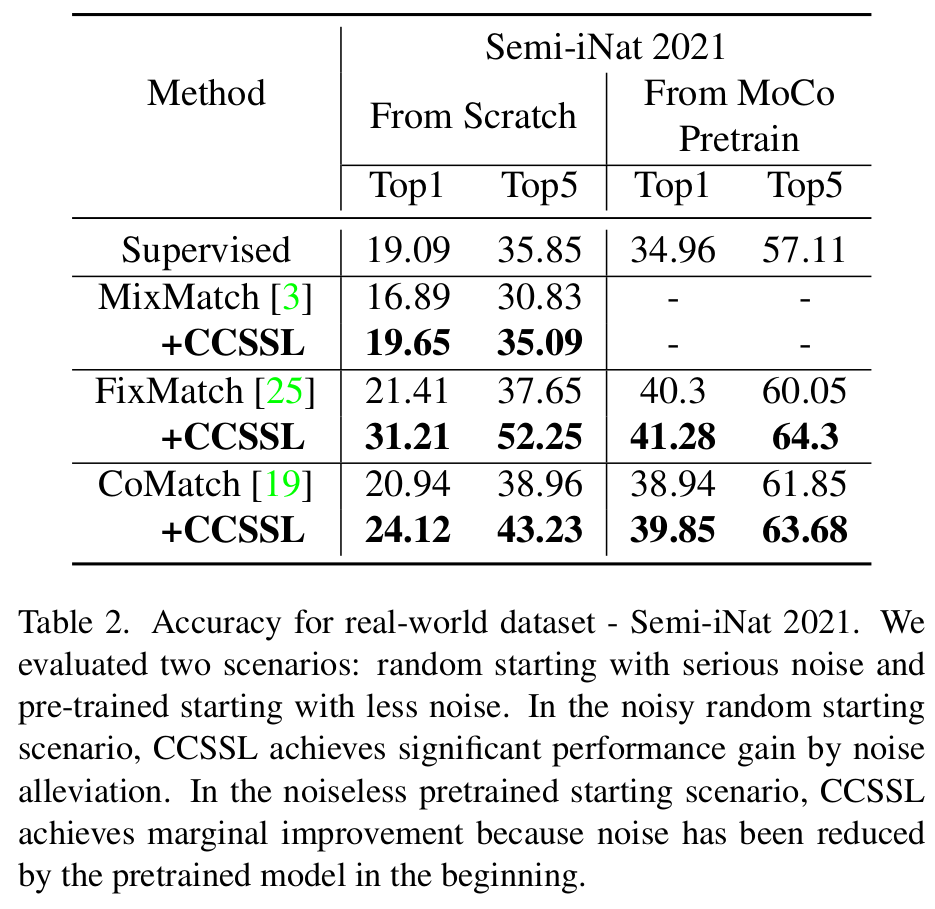 Semi-iNat 2021
Method From Scratch From MoCo
Pretrain
Top1 Top5 Top1 Top5
Supervised 19.09 35.85 34.96 57.11
MixMatch [3] 16.89 30.83 - -
+CCSSL 19.65 35.09 - -
FixMatch [25] 21.41 37.65 40.3 60.05
+CCSSL 31.21 52.25 41.28 64.3
CoMatch [19] 20.94 38.96 38.94 61.85
+CCSSL 24.12 43.23 39.85 63.68
Table 2. Accuracy for real-world dataset - Semi-iNat 2021. We
evaluated two scenarios: random starting with serious noise and
pre-trained starting with less noise. In the noisy random starting
scenario, CCSSL achieves significant performance gain by noise
alleviation. In the noiseless pretrained starting scenario, CCSSL
achieves marginal improvement because noise has been reduced
by the pretrained model in the beginning.